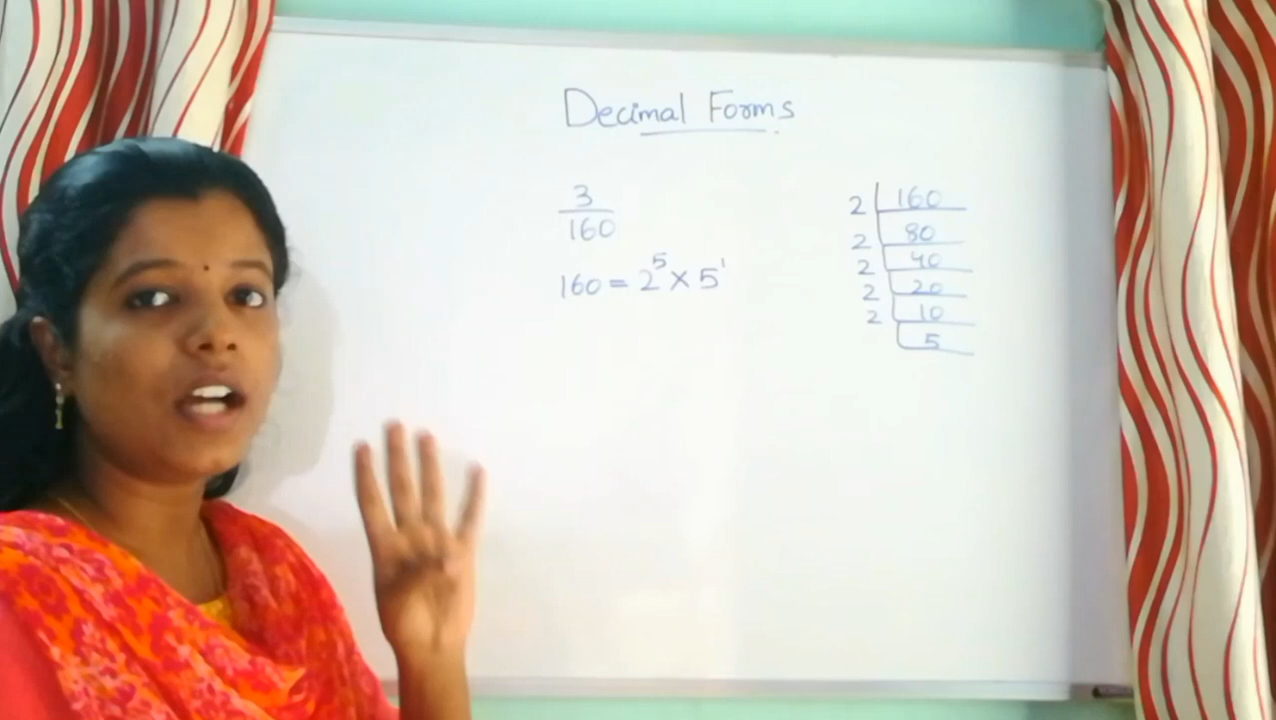 Decimal Forms
3
160
160 = 2⁵ × 5¹
2 | 160
2 | 80
2 | 40
2 | 20
2 | 10
5